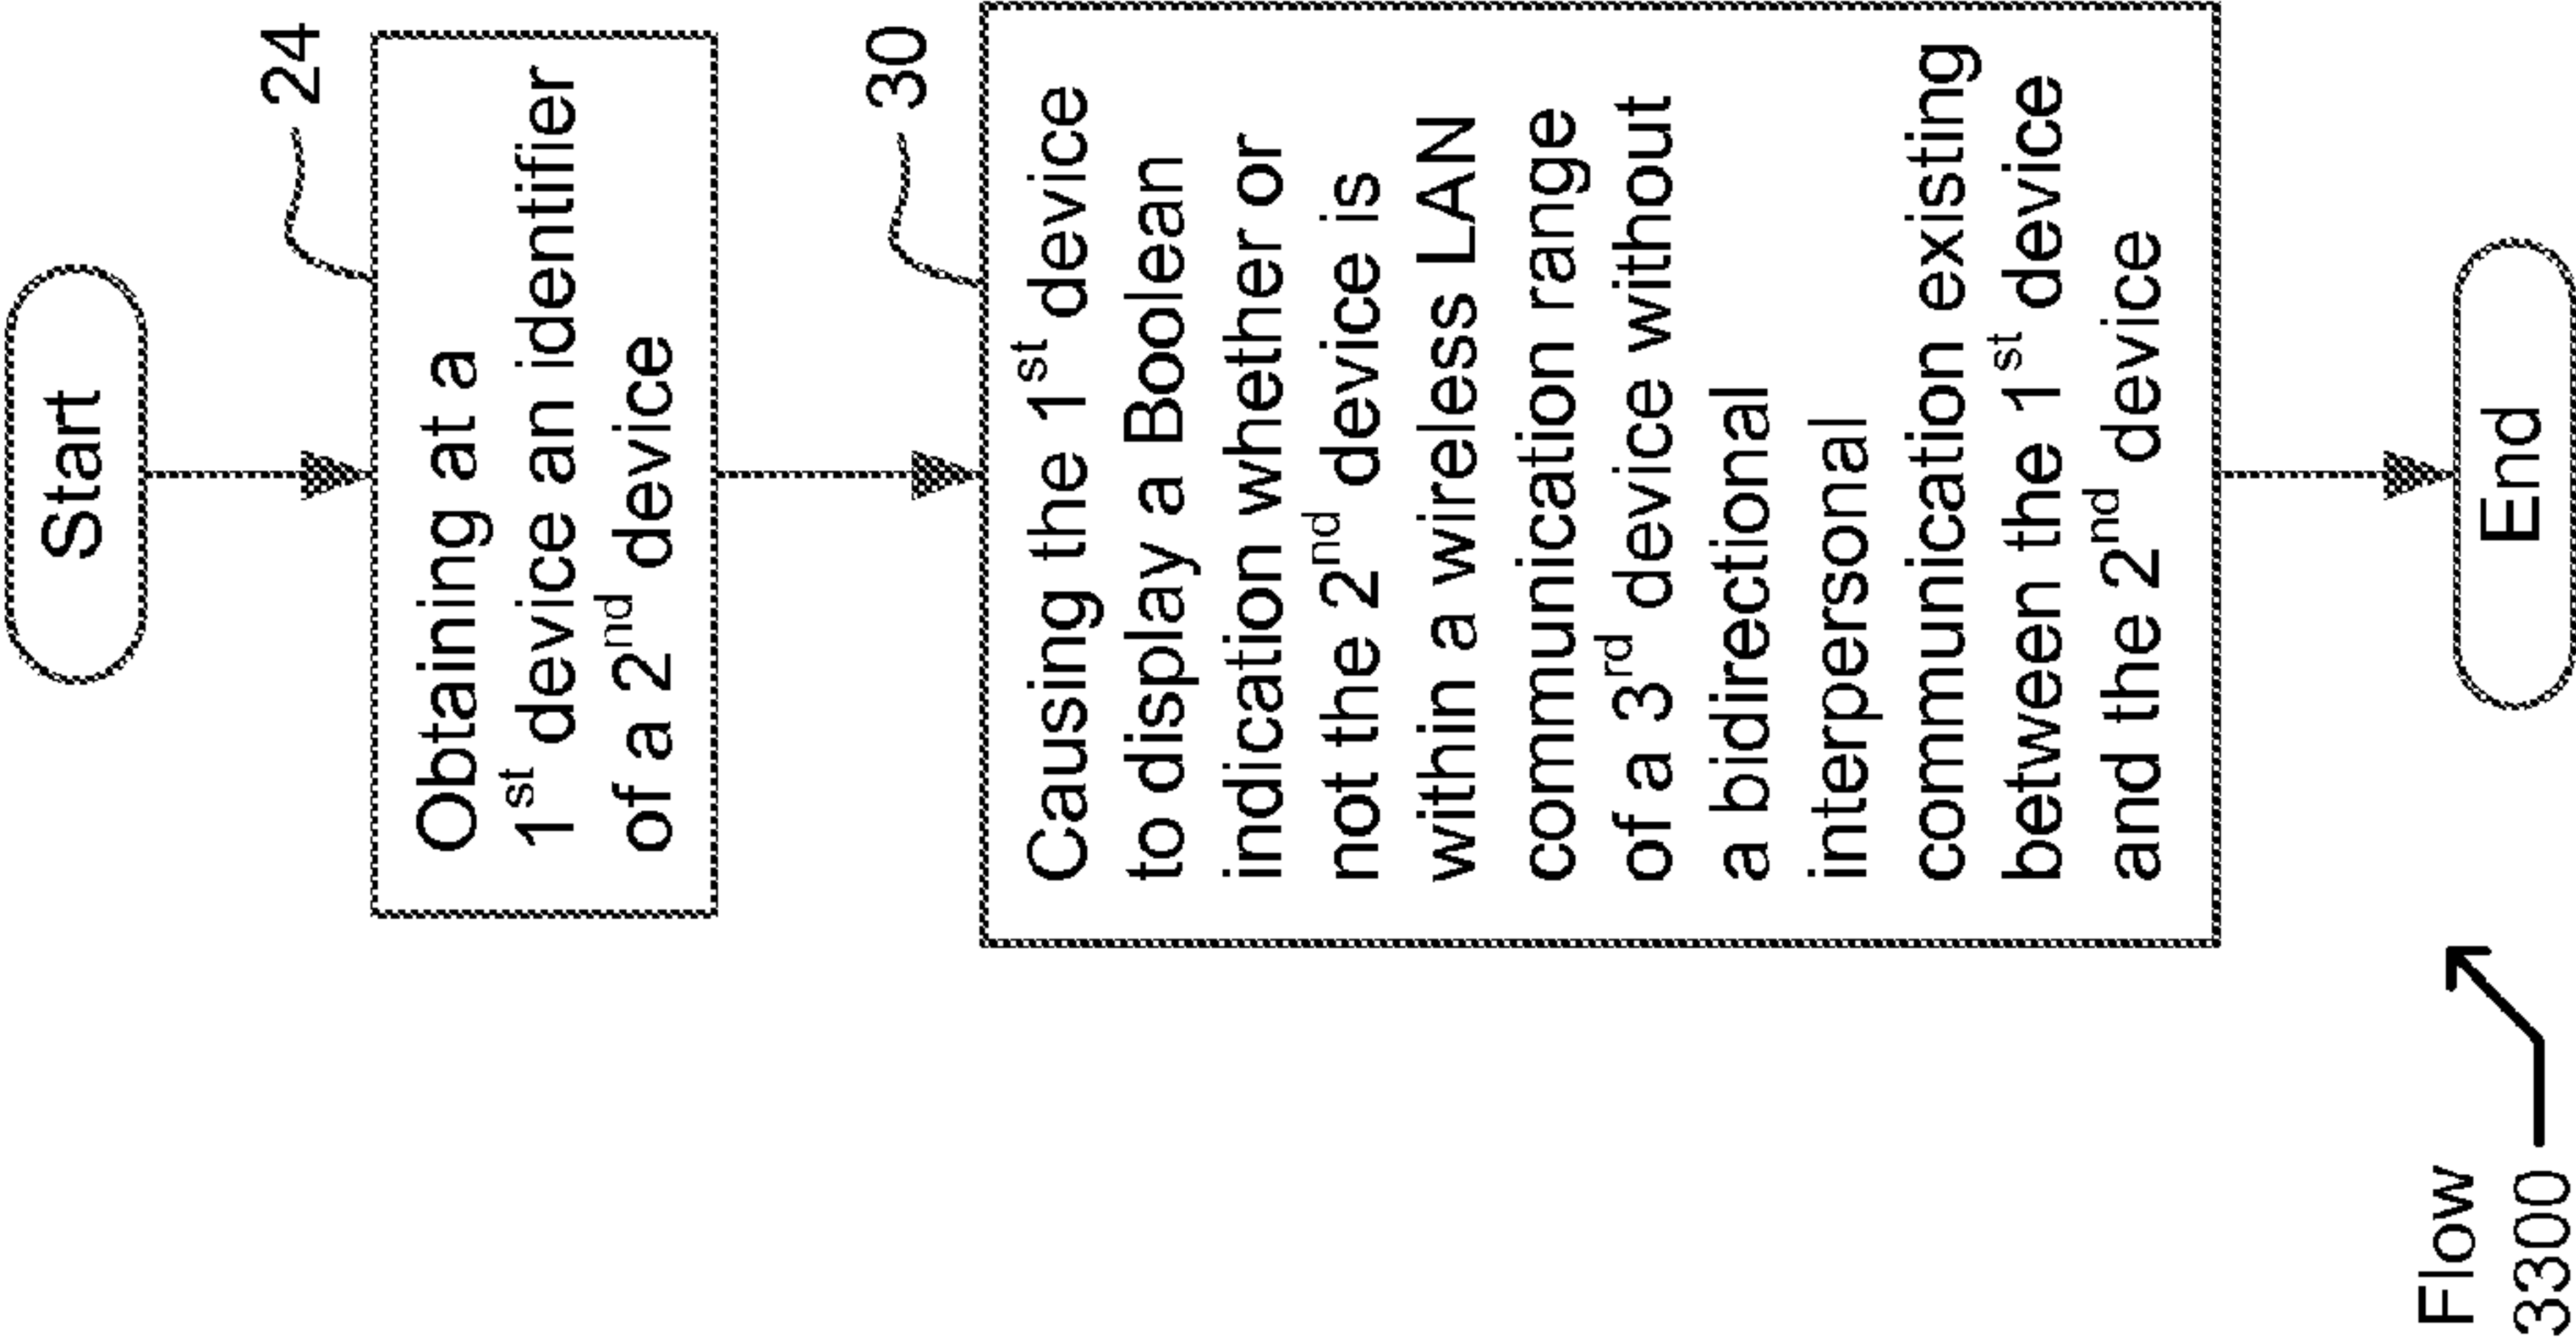 Start
24
Obtaining at a
1st device an identifier
of a 2nd device
30
Causing the 1st device
to display a Boolean
indication whether or
not the 2nd device is
within a wireless LAN
communication range
of a 3rd device without
a bidirectional
interpersonal
communication existing
between the 1st device
and the 2nd device
End
Flow
3300